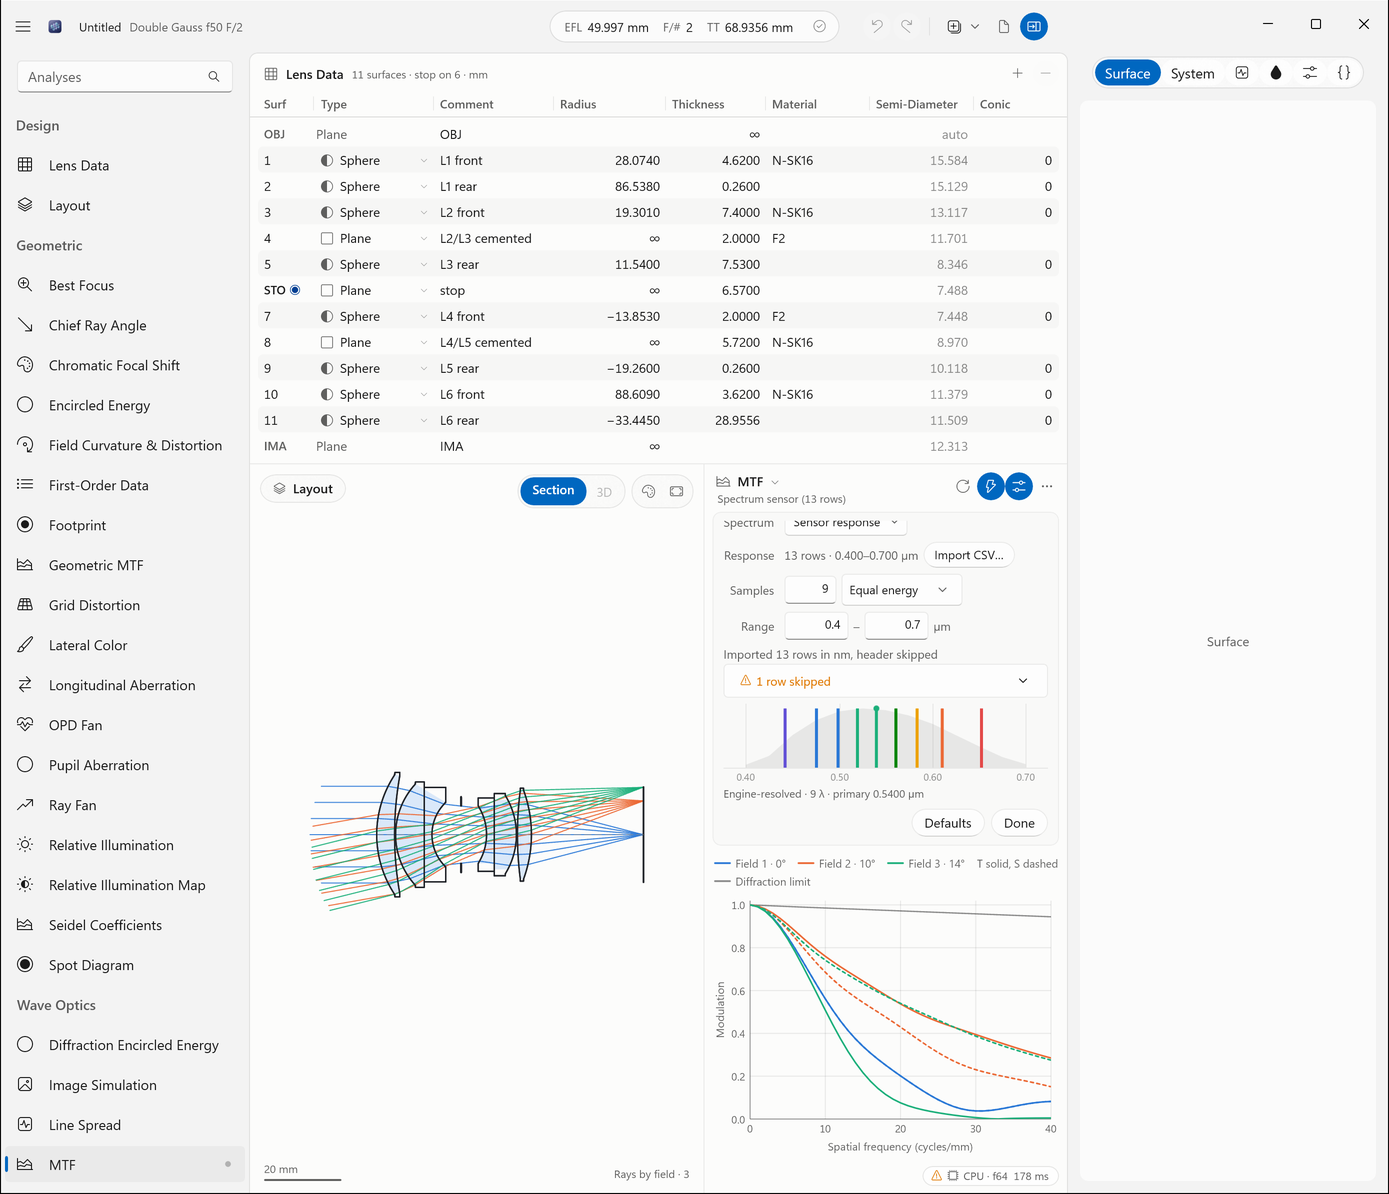 Untitled Double Gauss f50 F/2
EFL 49.997 mm F/# 2 TT 68.9356 mm
Analyses
Design
Lens Data
Layout
Geometric
Best Focus
Chief Ray Angle
Chromatic Focal Shift
Encircled Energy
Field Curvature & Distortion
First-Order Data
Footprint
Geometric MTF
Grid Distortion
Lateral Color
Longitudinal Aberration
OPD Fan
Pupil Aberration
Ray Fan
Relative Illumination
Relative Illumination Map
Seidel Coefficients
Spot Diagram
Wave Optics
Diffraction Encircled Energy
Image Simulation
Line Spread
MTF
Lens Data 11 surfaces · stop on 6 · mm
Surf Type Comment Radius Thickness Material Semi-Diameter Conic
OBJ Plane OBJ ∞ auto
1 Sphere L1 front 28.0740 4.6200 N-SK16 15.584 0
2 Sphere L1 rear 86.5380 0.2600 15.129 0
3 Sphere L2 front 19.3010 7.4000 N-SK16 13.117 0
4 Plane L2/L3 cemented ∞ 2.0000 F2 11.701
5 Sphere L3 rear 11.5400 7.5300 8.346 0
STO Plane stop ∞ 6.5700 7.488
7 Sphere L4 front −13.8530 2.0000 F2 7.448 0
8 Plane L4/L5 cemented ∞ 5.7200 N-SK16 8.970
9 Sphere L5 rear −19.2600 0.2600 10.118 0
10 Sphere L6 front 88.6090 3.6200 N-SK16 11.379 0
11 Sphere L6 rear −33.4450 28.9556 11.509 0
IMA Plane IMA ∞ 12.313
Layout Section 3D
20 mm
Rays by field · 3
MTF
Spectrum sensor (13 rows)
Spectrum Sensor response
Response 13 rows · 0.400–0.700 μm Import CSV...
Samples 9 Equal energy
Range 0.4 – 0.7 μm
Imported 13 rows in nm, header skipped
1 row skipped
0.40 0.50 0.60 0.70
Engine-resolved · 9 λ · primary 0.5400 μm
Defaults Done
Field 1 · 0° Field 2 · 10° Field 3 · 14° T solid, S dashed
Diffraction limit
1.0
0.8
0.6
0.4
0.2
0.0
Modulation
0 10 20 30 40
Spatial frequency (cycles/mm)
CPU · f64 178 ms
Surface System { }
Surface